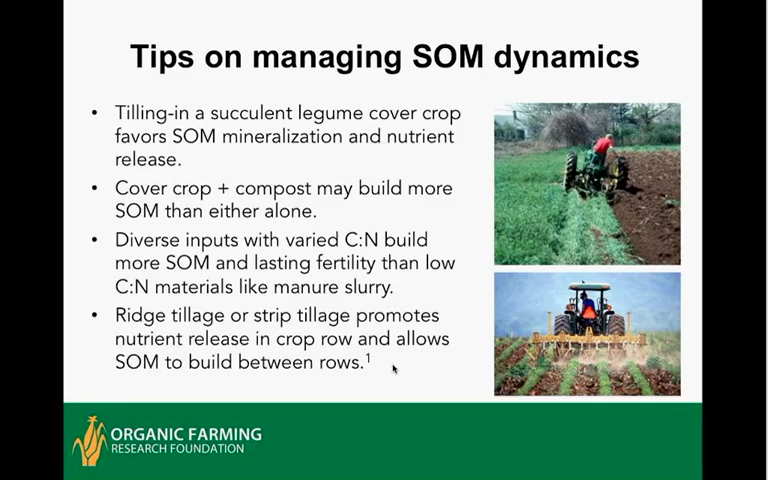 Tips on managing SOM dynamics
• Tilling-in a succulent legume cover crop
favors SOM mineralization and nutrient
release.
• Cover crop + compost may build more
SOM than either alone.
• Diverse inputs with varied C:N build
more SOM and lasting fertility than low
C:N materials like manure slurry.
• Ridge tillage or strip tillage promotes
nutrient release in crop row and allows
SOM to build between rows.¹
ORGANIC FARMING
RESEARCH FOUNDATION